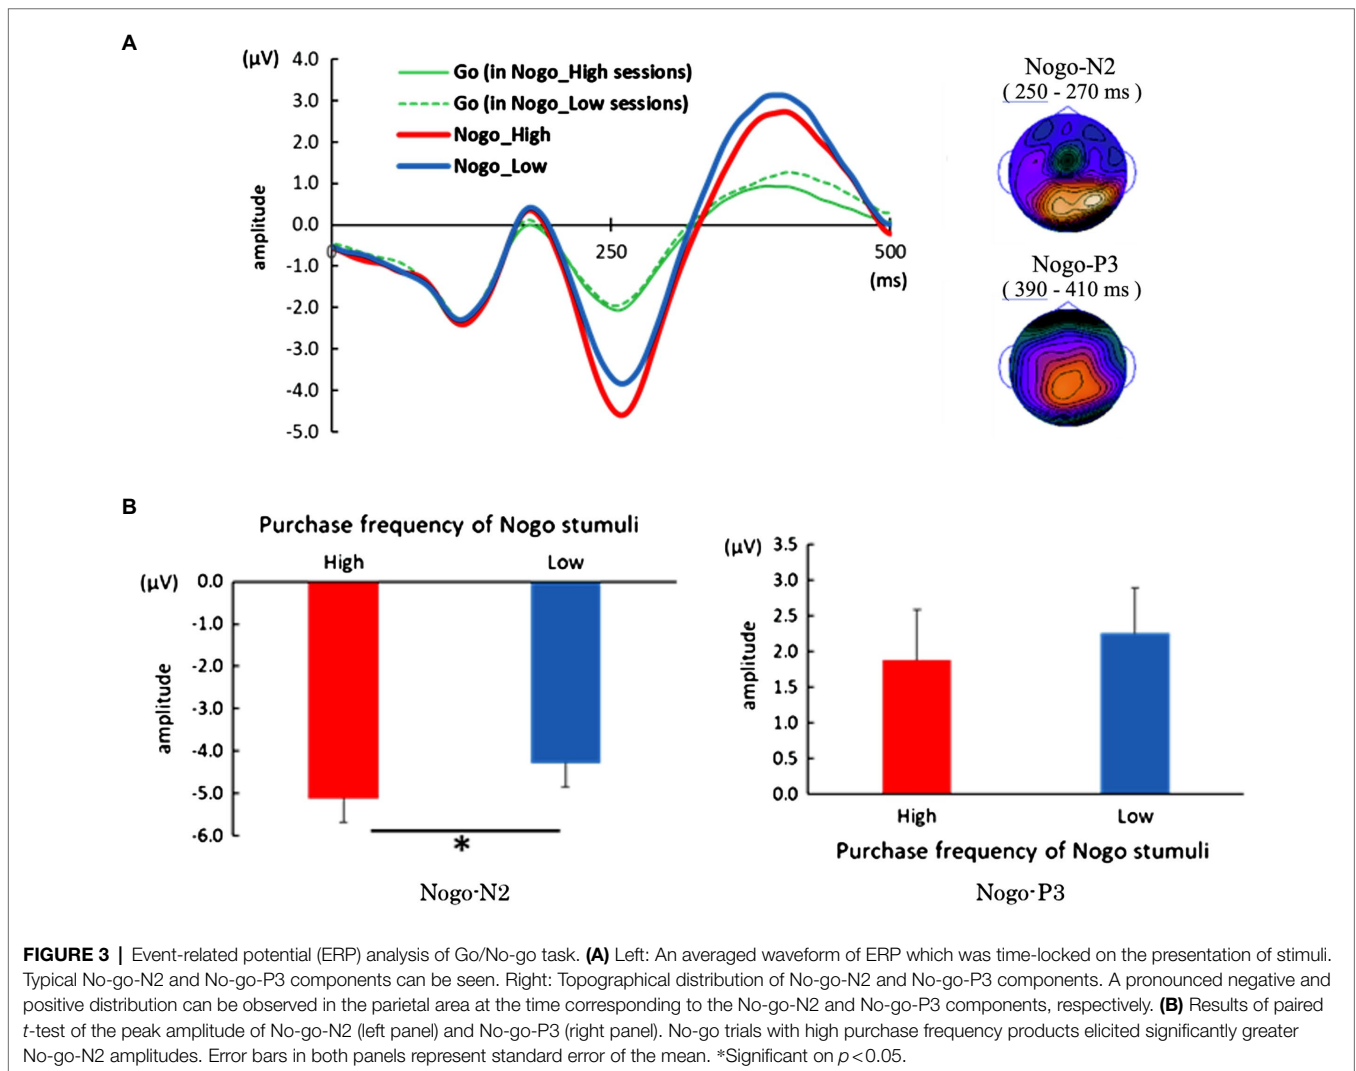 A
(μV)
4.0
3.0
2.0
1.0
0.0
-1.0
-2.0
-3.0
-4.0
-5.0
amplitude
0
250
500
(ms)
Go (in Nogo_High sessions)
Go (in Nogo_Low sessions)
Nogo_High
Nogo_Low
Nogo-N2
( 250 - 270 ms )
Nogo-P3
( 390 - 410 ms )
B
Purchase frequency of Nogo stumuli
High
Low
(μV)
0.0
-1.0
-2.0
-3.0
-4.0
-5.0
-6.0
amplitude
*
Nogo-N2
(μV)
3.5
3.0
2.5
2.0
1.5
1.0
0.5
0.0
amplitude
High
Low
Purchase frequency of Nogo stumuli
Nogo-P3
FIGURE 3 | Event-related potential (ERP) analysis of Go/No-go task. (A) Left: An averaged waveform of ERP which was time-locked on the presentation of stimuli.
Typical No-go-N2 and No-go-P3 components can be seen. Right: Topographical distribution of No-go-N2 and No-go-P3 components. A pronounced negative and
positive distribution can be observed in the parietal area at the time corresponding to the No-go-N2 and No-go-P3 components, respectively. (B) Results of paired
t-test of the peak amplitude of No-go-N2 (left panel) and No-go-P3 (right panel). No-go trials with high purchase frequency products elicited significantly greater
No-go-N2 amplitudes. Error bars in both panels represent standard error of the mean. *Significant on p < 0.05.